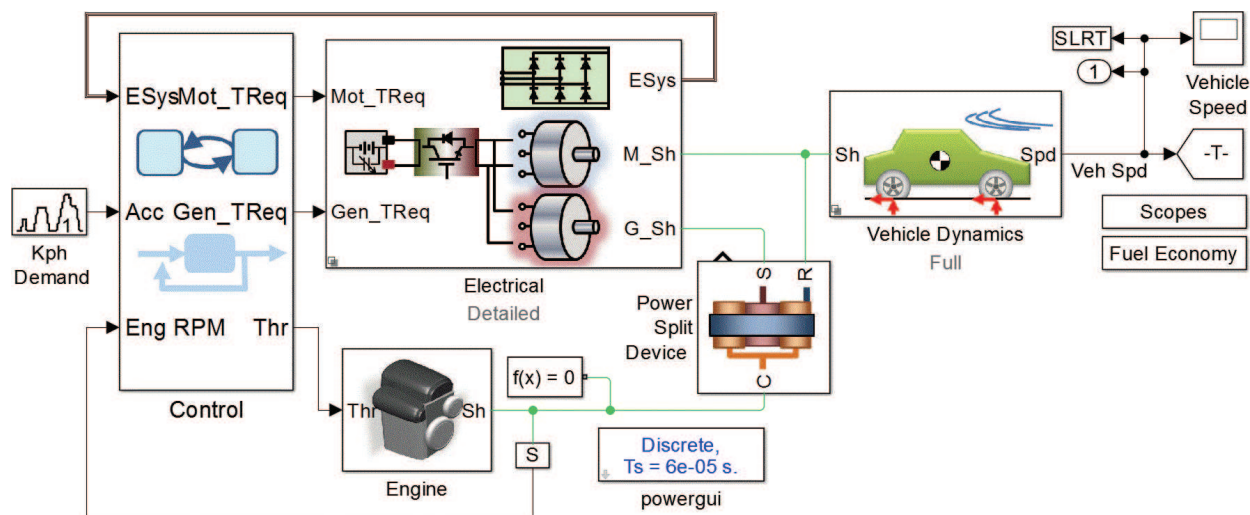 SLRT
1
Vehicle
Speed
ESys
Mot_TReq
Mot_TReq
ESys
M_Sh
Sh
Spd
Veh Spd
-T-
Kph
Demand
Acc
Gen_TReq
Gen_TReq
G_Sh
Vehicle Dynamics
Full
Scopes
Fuel Economy
Electrical
Detailed
Power
Split
Device
S
R
C
Eng RPM
Thr
Control
Thr
Sh
Engine
f(x) = 0
S
Discrete,
Ts = 6e-05 s.
powergui